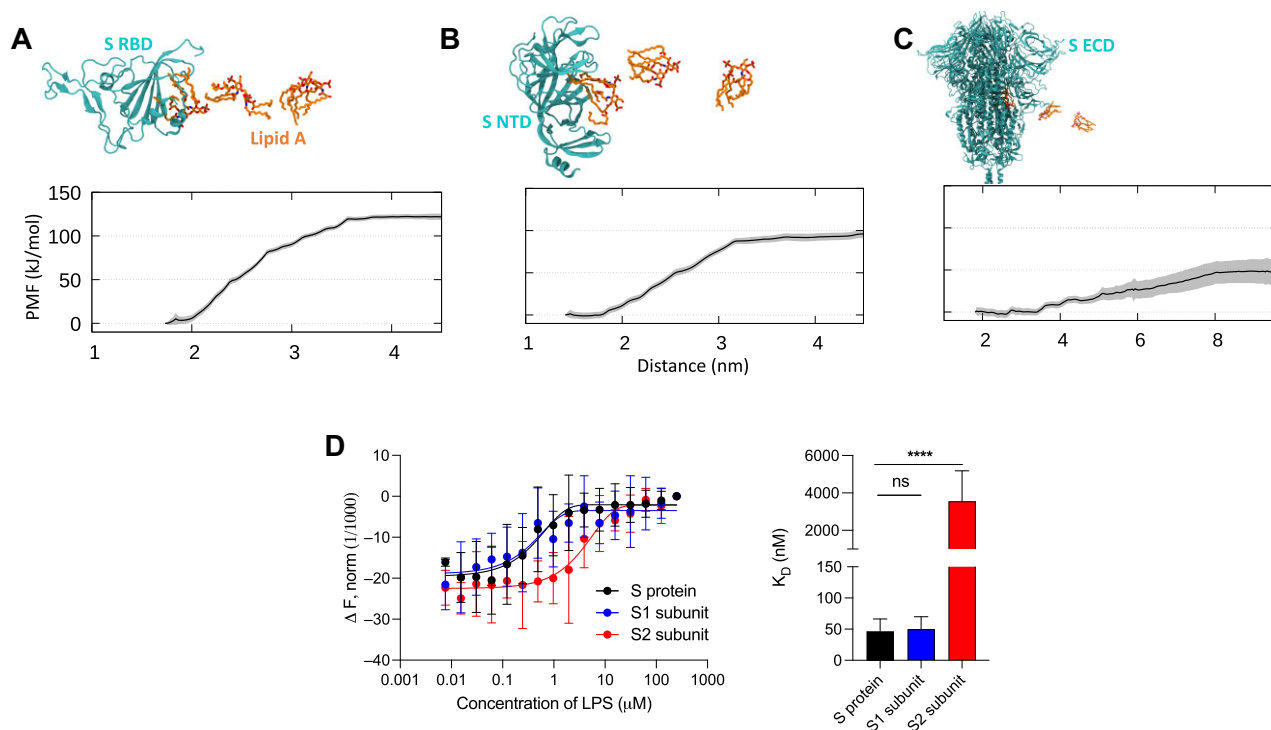 A
S RBD
Lipid A
B
S NTD
C
S ECD
PMF (kJ/mol)
150
100
50
0
1 2 3 4
1 2 3 4
2 4 6 8
Distance (nm)
D
Δ F, norm (1/1000)
10
0
–10
–20
–30
–40
S protein
S1 subunit
S2 subunit
0.001 0.01 0.1 1 10 100 1000
Concentration of LPS (μM)
K_D (nM)
6000
4000
2000
150
100
50
0
****
ns
S protein
S1 subunit
S2 subunit